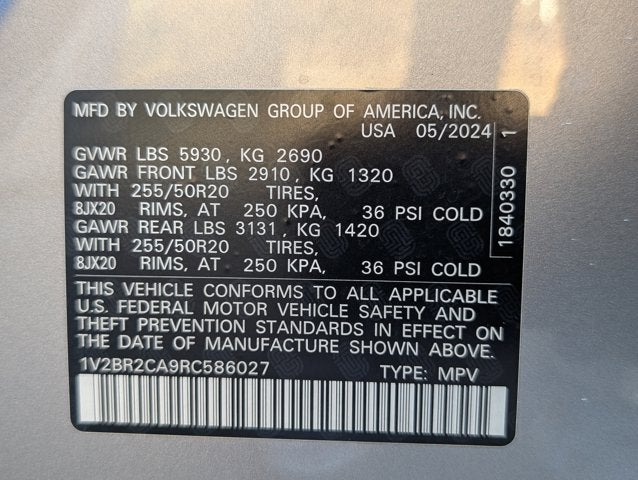 MFD BY VOLKSWAGEN GROUP OF AMERICA, INC.
USA 05/2024
GVWR LBS 5930, KG 2690
GAWR FRONT LBS 2910, KG 1320
WITH 255/50R20 TIRES,
8JX20 RIMS, AT 250 KPA, 36 PSI COLD
GAWR REAR LBS 3131, KG 1420
WITH 255/50R20 TIRES,
8JX20 RIMS, AT 250 KPA, 36 PSI COLD
1840330 1
THIS VEHICLE CONFORMS TO ALL APPLICABLE
U.S. FEDERAL MOTOR VEHICLE SAFETY AND
THEFT PREVENTION STANDARDS IN EFFECT ON
THE DATE OF MANUFACTURE SHOWN ABOVE.
1V2BR2CA9RC586027 TYPE: MPV